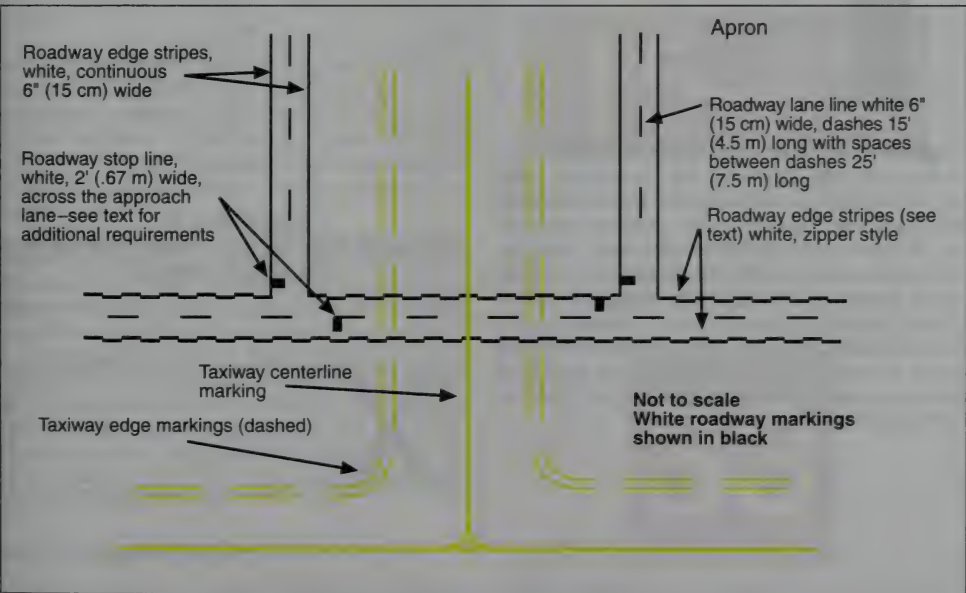 Apron
Roadway edge stripes,
white, continuous
6" (15 cm) wide
Roadway lane line white 6"
(15 cm) wide, dashes 15'
(4.5 m) long with spaces
between dashes 25'
(7.5 m) long
Roadway stop line,
white, 2' (.67 m) wide,
across the approach
lane–see text for
additional requirements
Roadway edge stripes (see
text) white, zipper style
Taxiway centerline
marking
Taxiway edge markings (dashed)
Not to scale
White roadway markings
shown in black